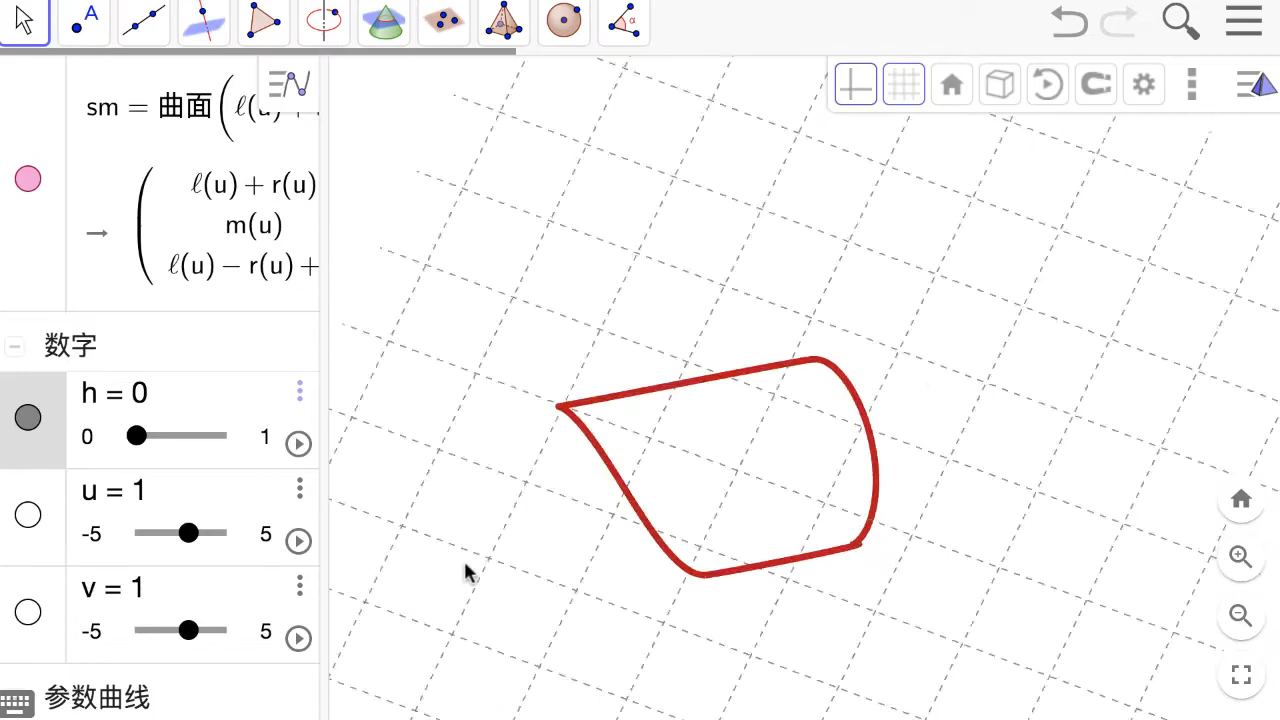 A
α
sm = 曲面(ℓ(u) +
→ ( ℓ(u) + r(u)
m(u)
ℓ(u) − r(u) +
数字
h = 0
0 1
u = 1
-5 5
v = 1
-5 5
参数曲线